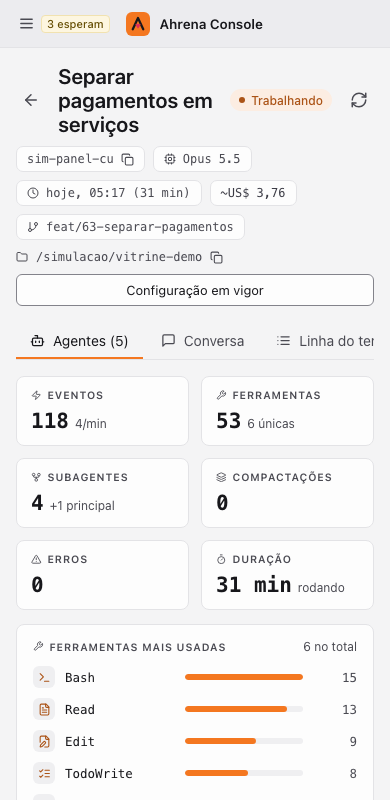 3 esperam
Ahrena Console
Separar
pagamentos em
serviços
Trabalhando
sim-panel-cu
Opus 5.5
hoje, 05:17 (31 min)
~US$ 3,76
feat/63-separar-pagamentos
/simulacao/vitrine-demo
Configuração em vigor
Agentes (5)
Conversa
Linha do ter
EVENTOS
118 4/min
FERRAMENTAS
53 6 únicas
SUBAGENTES
4 +1 principal
COMPACTAÇÕES
0
ERROS
0
DURAÇÃO
31 min rodando
FERRAMENTAS MAIS USADAS
6 no total
Bash 15
Read 13
Edit 9
TodoWrite 8